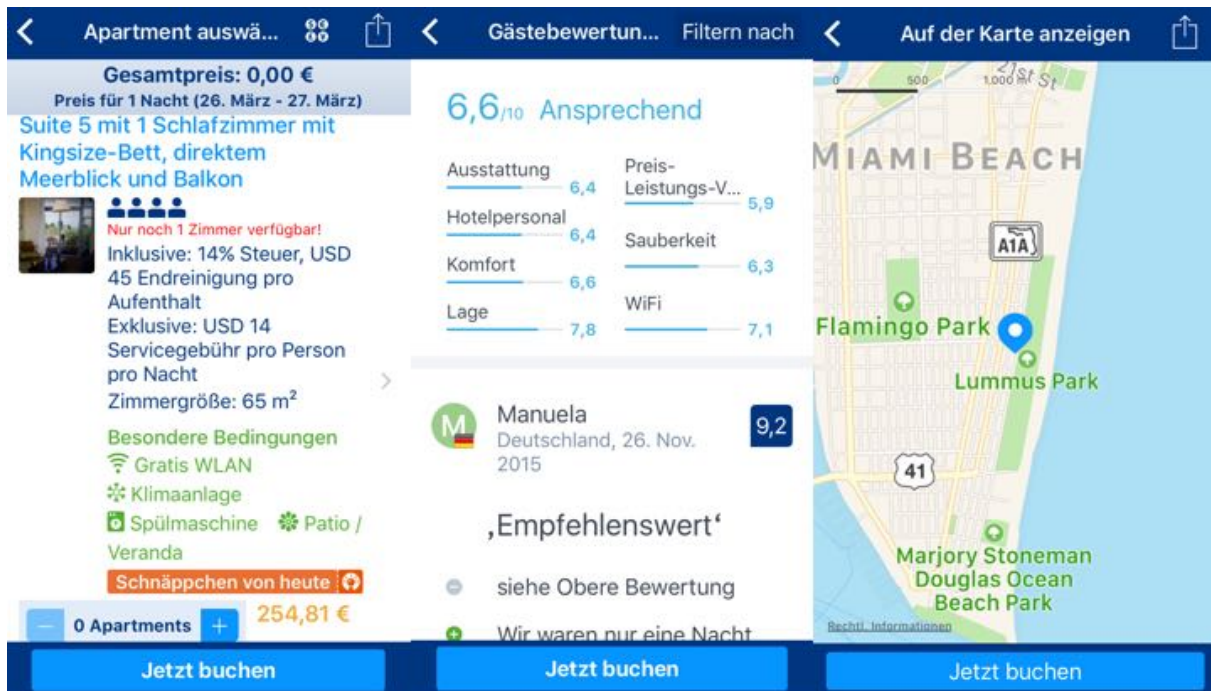 Apartment auswä...
Gesamtpreis: 0,00 €
Preis für 1 Nacht (26. März - 27. März)
Suite 5 mit 1 Schlafzimmer mit
Kingsize-Bett, direktem
Meerblick und Balkon
Nur noch 1 Zimmer verfügbar!
Inklusive: 14% Steuer, USD
45 Endreinigung pro
Aufenthalt
Exklusive: USD 14
Servicegebühr pro Person
pro Nacht
Zimmergröße: 65 m²
Besondere Bedingungen
Gratis WLAN
Klimaanlage
Spülmaschine Patio /
Veranda
Schnäppchen von heute
254,81 €
0 Apartments
Jetzt buchen
Gästebewertun... Filtern nach
6,6/10 Ansprechend
Ausstattung
6,4
Hotelpersonal
6,4
Komfort
6,6
Lage
7,8
Preis-
Leistungs-V...
5,9
Sauberkeit
6,3
WiFi
7,1
M
Manuela
Deutschland, 26. Nov.
2015
9,2
‚Empfehlenswert‘
siehe Obere Bewertung
Wir waren nur eine Nacht
Jetzt buchen
Auf der Karte anzeigen
0 500 1.000 m
21st St
MIAMI BEACH
A1A
Flamingo Park
Lummus Park
41
Marjory Stoneman
Douglas Ocean
Beach Park
Rechtl. Informationen
Jetzt buchen